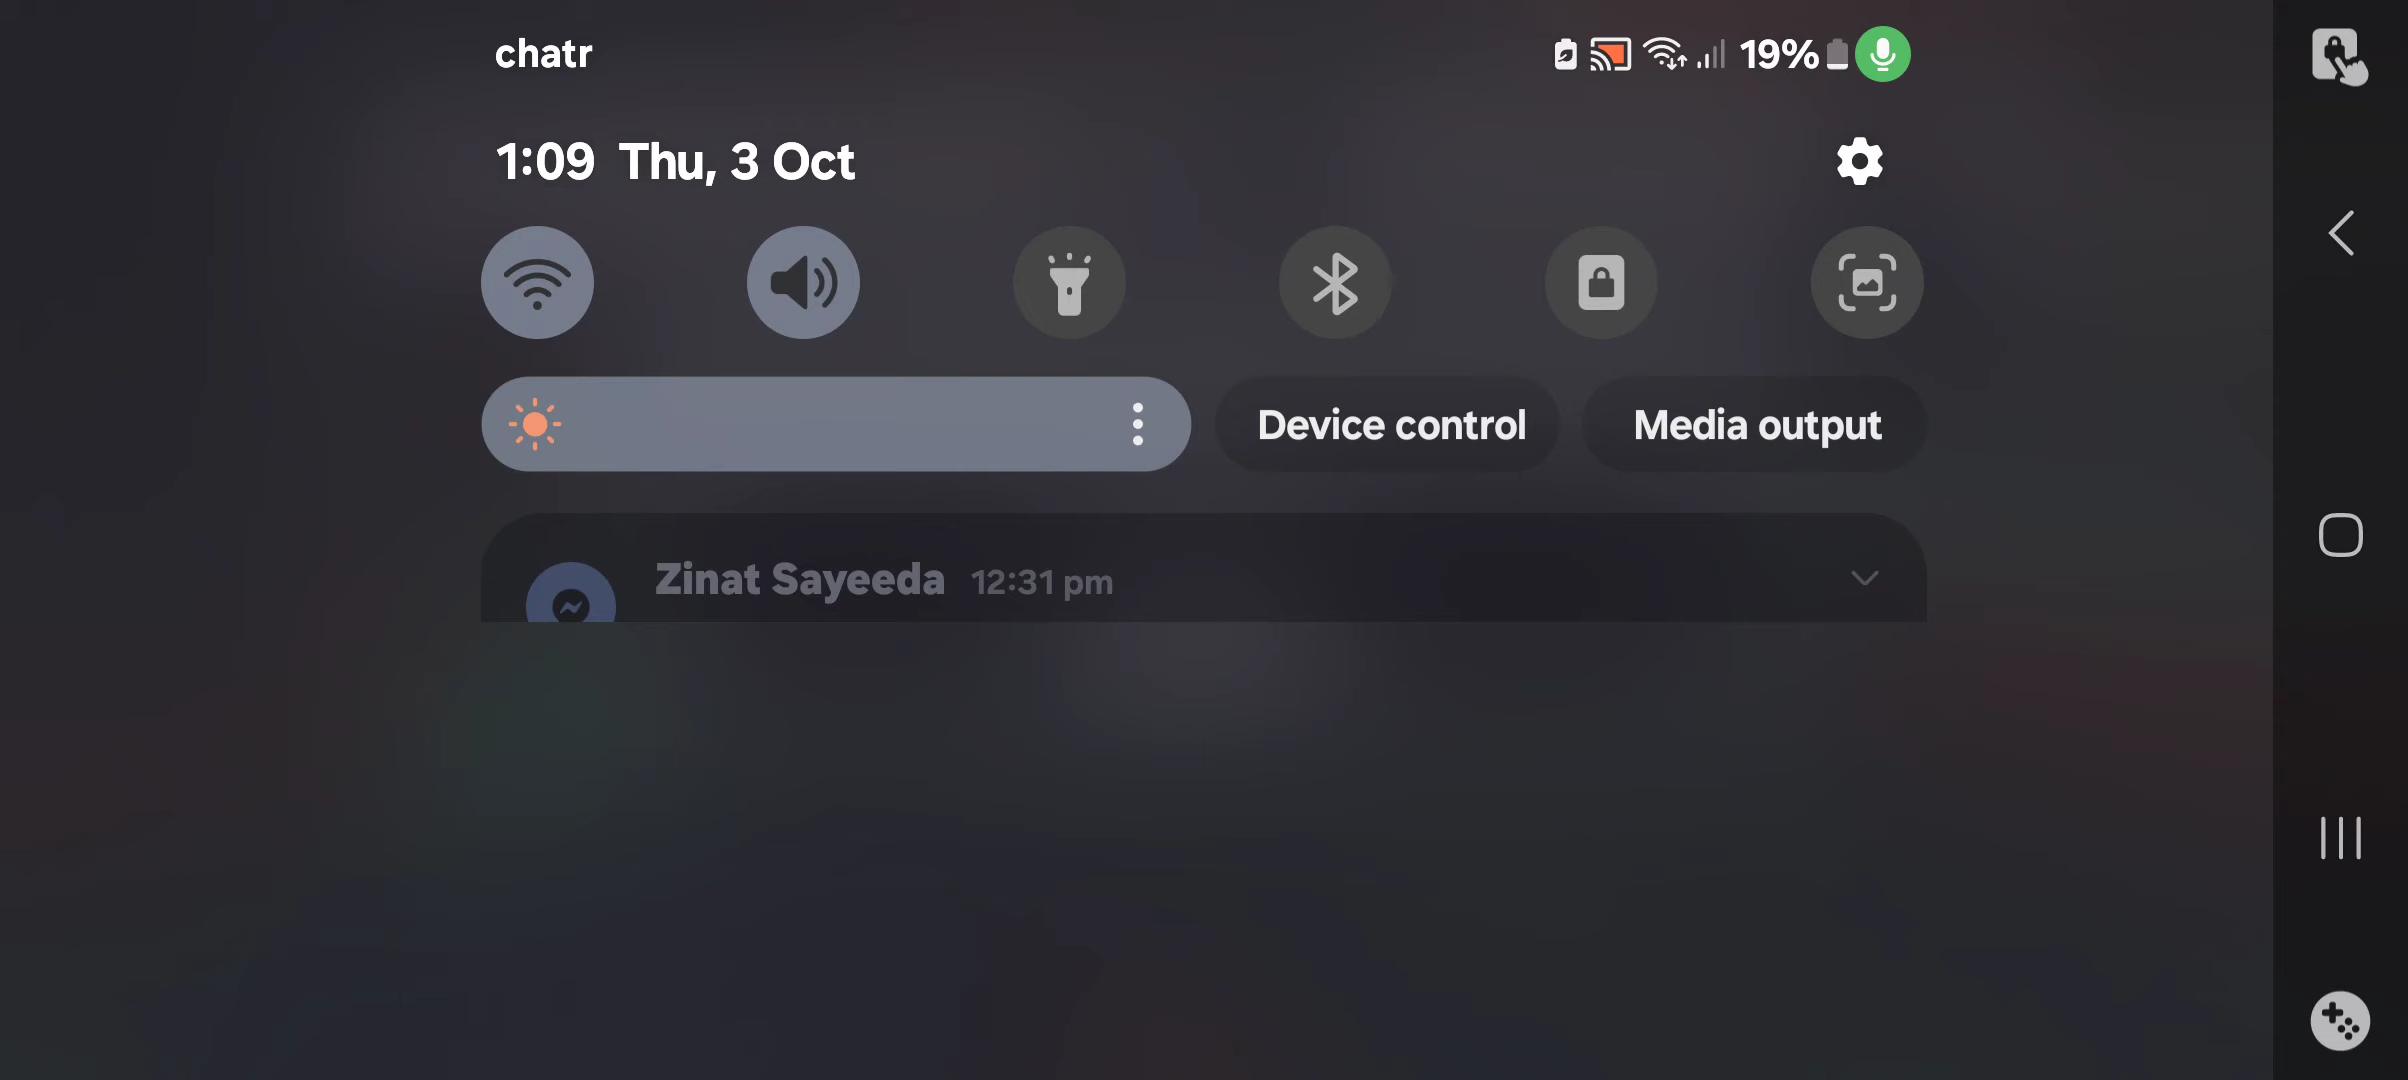 chatr
19%
1:09 Thu, 3 Oct
Device control
Media output
Zinat Sayeeda 12:31 pm